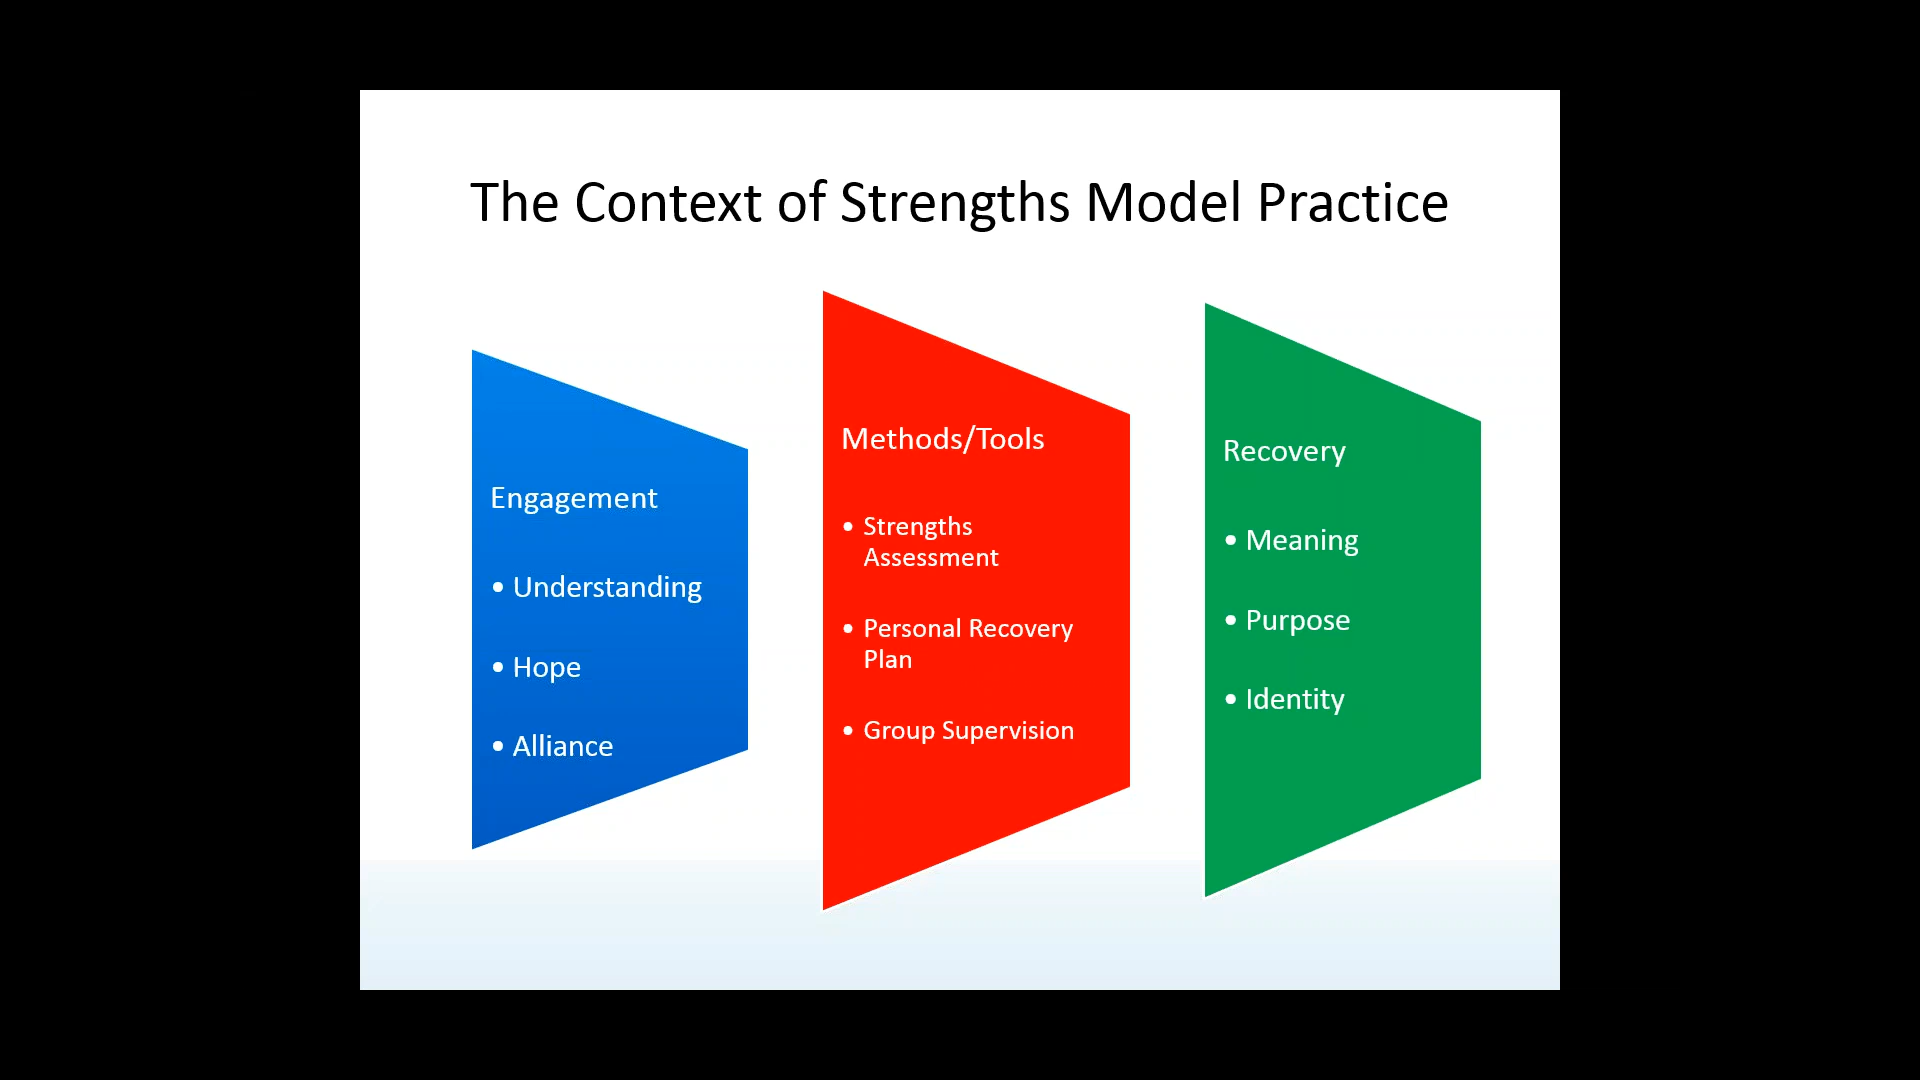 The Context of Strengths Model Practice
Engagement
• Understanding
• Hope
• Alliance
Methods/Tools
• Strengths
Assessment
• Personal Recovery
Plan
• Group Supervision
Recovery
• Meaning
• Purpose
• Identity